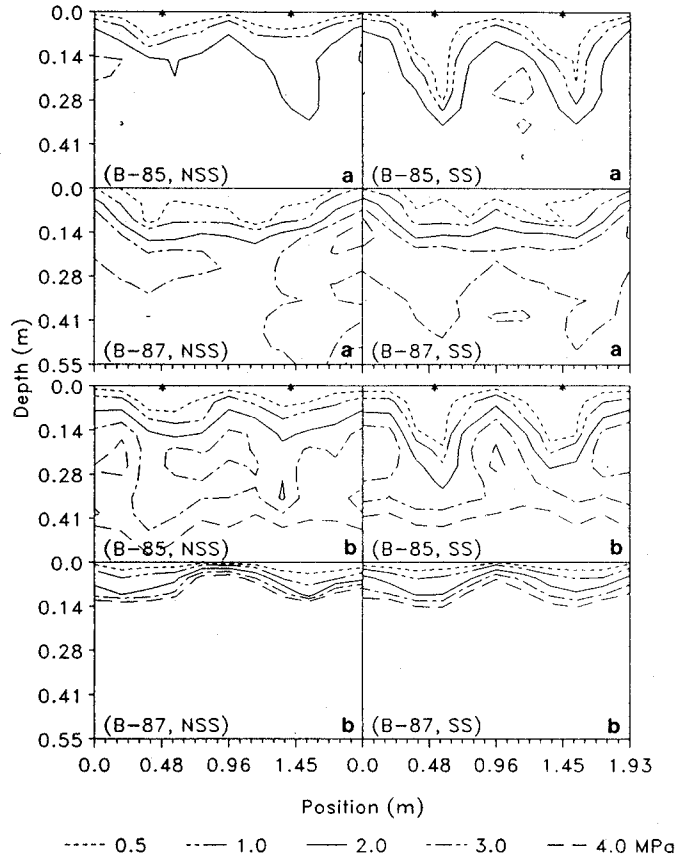 0.0
0.14
0.28
0.41
(B-85, NSS) a
(B-85, SS) a
0.0
0.14
0.28
0.41
0.55
(B-87, NSS) a
(B-87, SS) a
Depth (m)
0.0
0.14
0.28
0.41
(B-85, NSS) b
(B-85, SS) b
0.0
0.14
0.28
0.41
0.55
(B-87, NSS) b
(B-87, SS) b
0.0 0.48 0.96 1.45 0.0 0.48 0.96 1.45 1.93
Position (m)
0.5 1.0 2.0 3.0 4.0 MPa